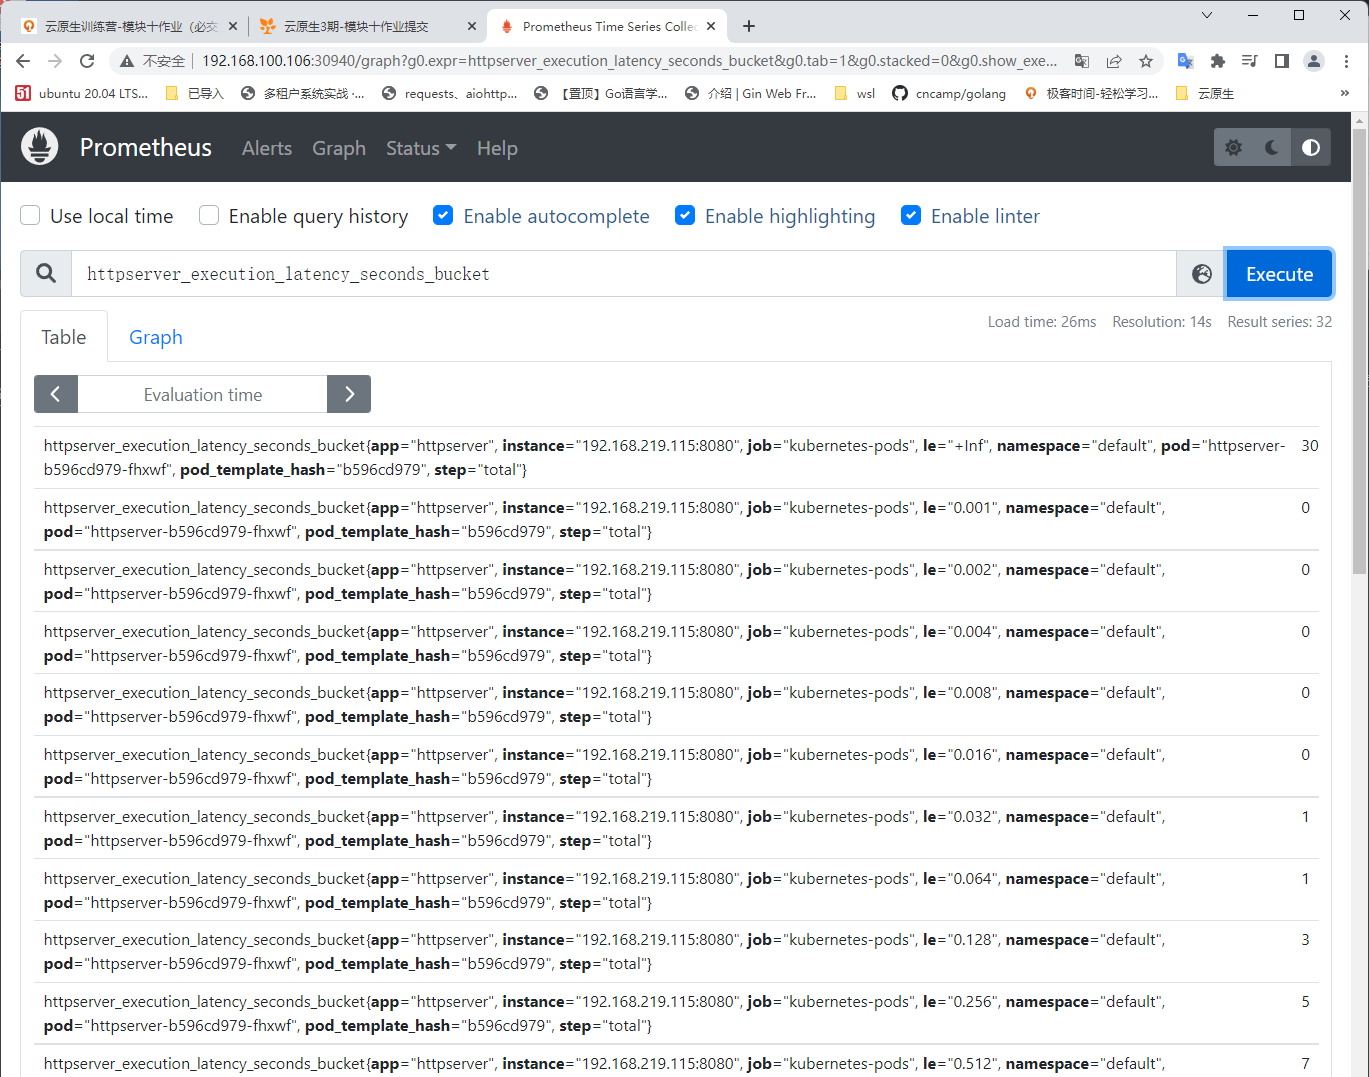 云原生训练营-模块十作业（必交
云原生3期-模块十作业提交
Prometheus Time Series Collec
不安全
192.168.100.106:30940/graph?g0.expr=httpserver_execution_latency_seconds_bucket&g0.tab=1&g0.stacked=0&g0.show_exe...
51 ubuntu 20.04 LTS...
已导入
多租户系统实战 ·...
requests、aiohttp...
【置顶】Go语言学...
介绍 | Gin Web Fr...
wsl
cncamp/golang
极客时间-轻松学习...
云原生
»
Prometheus Alerts Graph Status Help
Use local time Enable query history Enable autocomplete Enable highlighting Enable linter
httpserver_execution_latency_seconds_bucket
Execute
Table Graph
Load time: 26ms Resolution: 14s Result series: 32
Evaluation time
httpserver_execution_latency_seconds_bucket{app="httpserver", instance="192.168.219.115:8080", job="kubernetes-pods", le="+Inf", namespace="default", pod="httpserver- 30
b596cd979-fhxwf", pod_template_hash="b596cd979", step="total"}
httpserver_execution_latency_seconds_bucket{app="httpserver", instance="192.168.219.115:8080", job="kubernetes-pods", le="0.001", namespace="default", 0
pod="httpserver-b596cd979-fhxwf", pod_template_hash="b596cd979", step="total"}
httpserver_execution_latency_seconds_bucket{app="httpserver", instance="192.168.219.115:8080", job="kubernetes-pods", le="0.002", namespace="default", 0
pod="httpserver-b596cd979-fhxwf", pod_template_hash="b596cd979", step="total"}
httpserver_execution_latency_seconds_bucket{app="httpserver", instance="192.168.219.115:8080", job="kubernetes-pods", le="0.004", namespace="default", 0
pod="httpserver-b596cd979-fhxwf", pod_template_hash="b596cd979", step="total"}
httpserver_execution_latency_seconds_bucket{app="httpserver", instance="192.168.219.115:8080", job="kubernetes-pods", le="0.008", namespace="default", 0
pod="httpserver-b596cd979-fhxwf", pod_template_hash="b596cd979", step="total"}
httpserver_execution_latency_seconds_bucket{app="httpserver", instance="192.168.219.115:8080", job="kubernetes-pods", le="0.016", namespace="default", 0
pod="httpserver-b596cd979-fhxwf", pod_template_hash="b596cd979", step="total"}
httpserver_execution_latency_seconds_bucket{app="httpserver", instance="192.168.219.115:8080", job="kubernetes-pods", le="0.032", namespace="default", 1
pod="httpserver-b596cd979-fhxwf", pod_template_hash="b596cd979", step="total"}
httpserver_execution_latency_seconds_bucket{app="httpserver", instance="192.168.219.115:8080", job="kubernetes-pods", le="0.064", namespace="default", 1
pod="httpserver-b596cd979-fhxwf", pod_template_hash="b596cd979", step="total"}
httpserver_execution_latency_seconds_bucket{app="httpserver", instance="192.168.219.115:8080", job="kubernetes-pods", le="0.128", namespace="default", 3
pod="httpserver-b596cd979-fhxwf", pod_template_hash="b596cd979", step="total"}
httpserver_execution_latency_seconds_bucket{app="httpserver", instance="192.168.219.115:8080", job="kubernetes-pods", le="0.256", namespace="default", 5
pod="httpserver-b596cd979-fhxwf", pod_template_hash="b596cd979", step="total"}
httpserver_execution_latency_seconds_bucket{app="httpserver", instance="192.168.219.115:8080", job="kubernetes-pods", le="0.512", namespace="default", 7